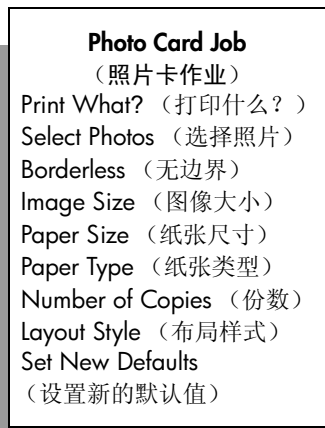 Photo Card Job
（照片卡作业）
Print What? （打印什么？）
Select Photos （选择照片）
Borderless （无边界）
Image Size （图像大小）
Paper Size （纸张尺寸）
Paper Type （纸张类型）
Number of Copies （份数）
Layout Style （布局样式）
Set New Defaults
（设置新的默认值）